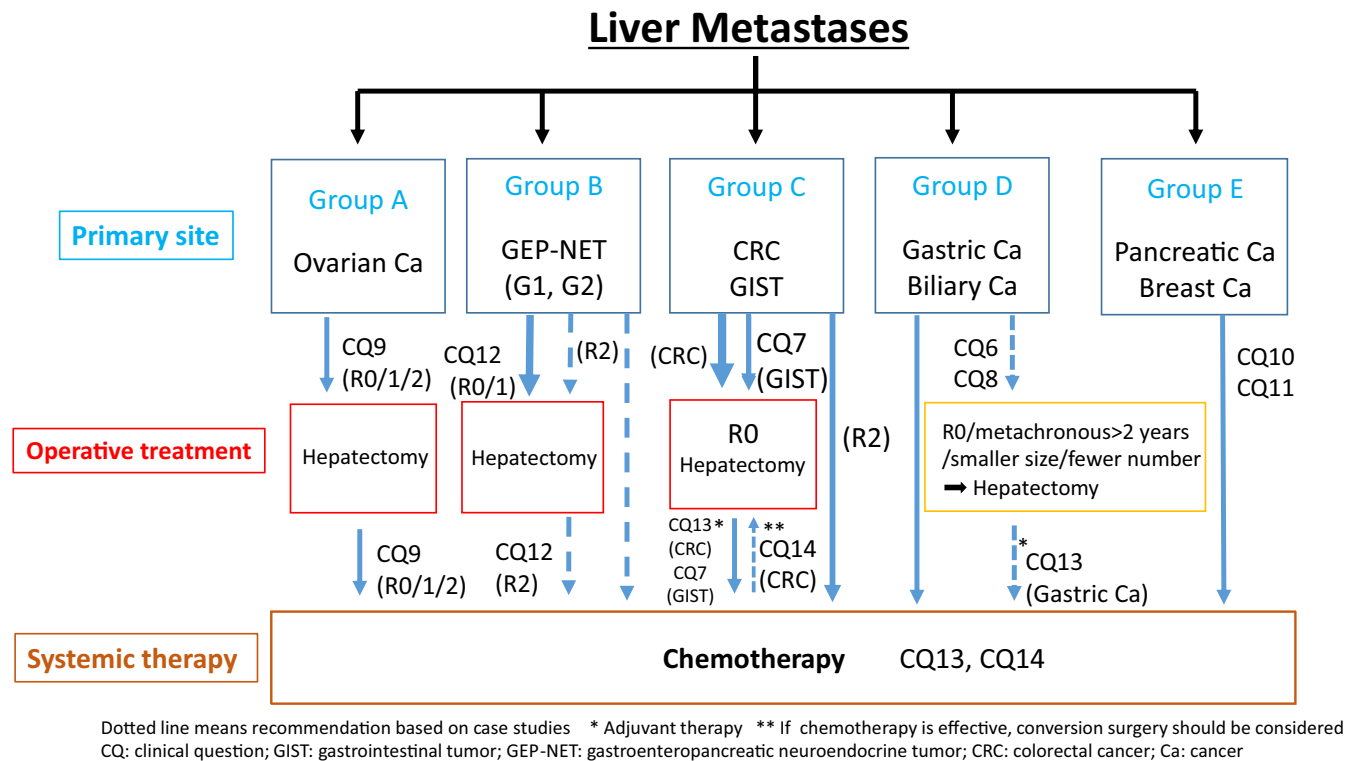 Liver Metastases
Primary site
Group A
Ovarian Ca
Group B
GEP-NET
(G1, G2)
Group C
CRC
GIST
Group D
Gastric Ca
Biliary Ca
Group E
Pancreatic Ca
Breast Ca
CQ9
(R0/1/2)
CQ12
(R0/1)
(R2)
(CRC)
CQ7
(GIST)
(R2)
CQ6
CQ8
CQ10
CQ11
Operative treatment
Hepatectomy
Hepatectomy
R0
Hepatectomy
R0/metachronous>2 years
/smaller size/fewer number
➡ Hepatectomy
CQ9
(R0/1/2)
CQ12
(R2)
CQ13*
(CRC)
CQ7
(GIST)
**
CQ14
(CRC)
*
CQ13
(Gastric Ca)
Systemic therapy
Chemotherapy CQ13, CQ14
Dotted line means recommendation based on case studies * Adjuvant therapy ** If chemotherapy is effective, conversion surgery should be considered
CQ: clinical question; GIST: gastrointestinal tumor; GEP-NET: gastroenteropancreatic neuroendocrine tumor; CRC: colorectal cancer; Ca: cancer